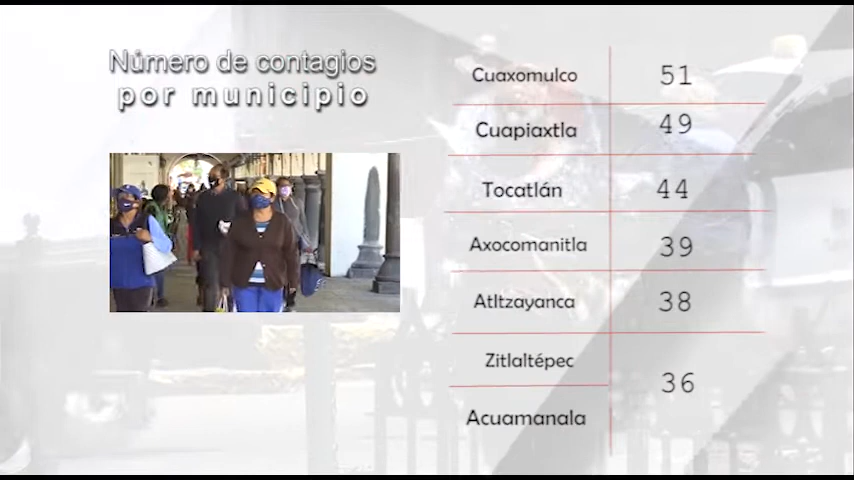 Número de contagios
por municipio
Cuaxomulco 51
Cuapiaxtla 49
Tocatlán 44
Axocomanitla 39
Atltzayanca 38
Zitlaltépec
36
Acuamanala